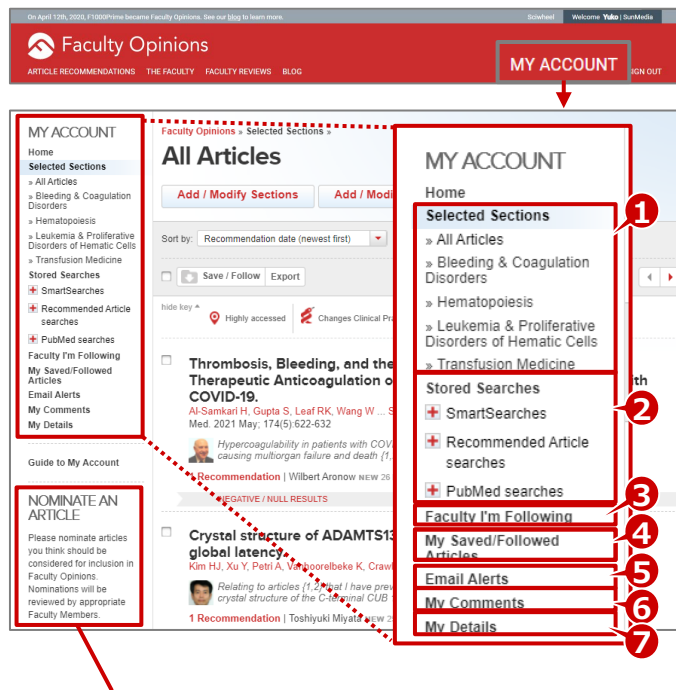 On April 12th, 2020, F1000Prime became Faculty Opinions. See our blog to learn more.
Sciwheel
Welcome Yuko | SunMedia
Faculty Opinions
ARTICLE RECOMMENDATIONS THE FACULTY FACULTY REVIEWS BLOG
MY ACCOUNT
IGN OUT
MY ACCOUNT
Home
Selected Sections
» All Articles
» Bleeding & Coagulation
Disorders
» Hematopoiesis
» Leukemia & Proliferative
Disorders of Hematic Cells
» Transfusion Medicine
Stored Searches
SmartSearches
Recommended Article
searches
PubMed searches
Faculty I'm Following
My Saved/Followed
Articles
Email Alerts
My Comments
My Details
Guide to My Account
NOMINATE AN
ARTICLE
Please nominate articles
you think should be
considered for inclusion in
Faculty Opinions.
Nominations will be
reviewed by appropriate
Faculty Members.
Faculty Opinions » Selected Sections »
All Articles
Add / Modify Sections
Add / Modi
Sort by: Recommendation date (newest first)
Save / Follow Export
hide key
Highly accessed
Changes Clinical Pra
Thrombosis, Bleeding, and the
ith
Therapeutic Anticoagulation o
COVID-19.
Al-Samkari H, Gupta S, Leaf RK, Wang W ... S
Med. 2021 May; 174(5):622-632
Hypercoagulability in patients with COV
causing multiorgan failure and death {1,
1 Recommendation | Wilbert Aronow NEW 26
NEGATIVE / NULL RESULTS
Crystal structure of ADAMTS13
global latency.
Kim HJ, Xu Y, Petri A, Vanhoorelbeke K, Crawl
Relating to articles {1,2} that I have prev
crystal structure of the C-terminal CUB
1 Recommendation | Toshiyuki Miyata NEW 2
MY ACCOUNT
Home
Selected Sections
1
» All Articles
» Bleeding & Coagulation
Disorders
» Hematopoiesis
» Leukemia & Proliferative
Disorders of Hematic Cells
» Transfusion Medicine
Stored Searches
2
SmartSearches
Recommended Article
searches
PubMed searches
3
Faculty I'm Following
4
My Saved/Followed
Articles
5
Email Alerts
6
My Comments
7
My Details